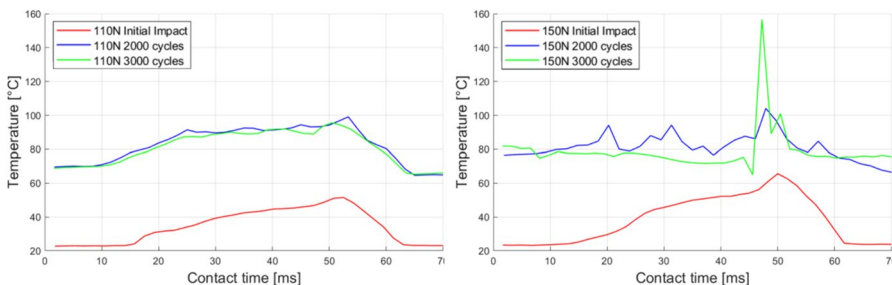 160
140
120
100
80
60
40
20
Temperature [°C]
110N Initial Impact
110N 2000 cycles
110N 3000 cycles
0 10 20 30 40 50 60 70
Contact time [ms]
160
140
120
100
80
60
40
20
Temperature [°C]
150N Initial Impact
150N 2000 cycles
150N 3000 cycles
0 10 20 30 40 50 60 70
Contact time [ms]